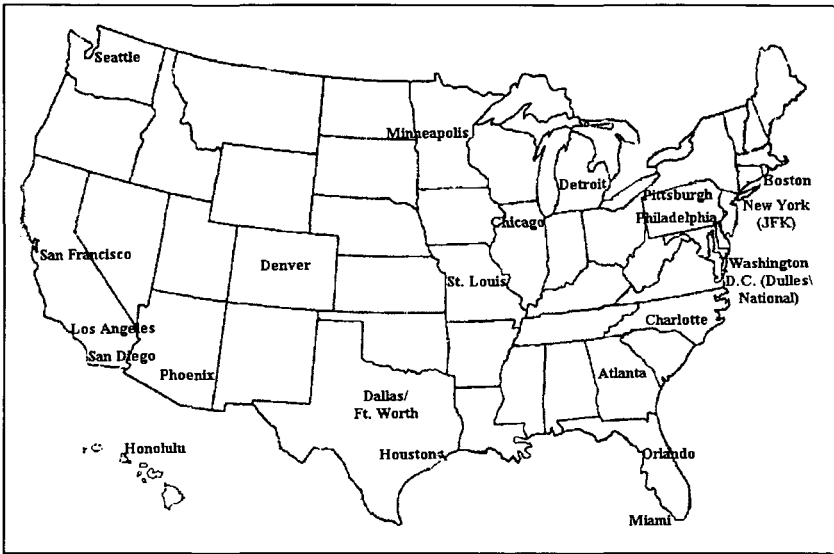 Seattle
Minneapolis
Detroit
Boston
Pittsburgh
New York
(JFK)
Chicago
Philadelphia
San Francisco
Denver
St. Louis
Washington
D.C. (Dulles\
National)
Los Angeles
Charlotte
San Diego
Phoenix
Atlanta
Dallas/
Ft. Worth
Honolulu
Houston
Orlando
Miami